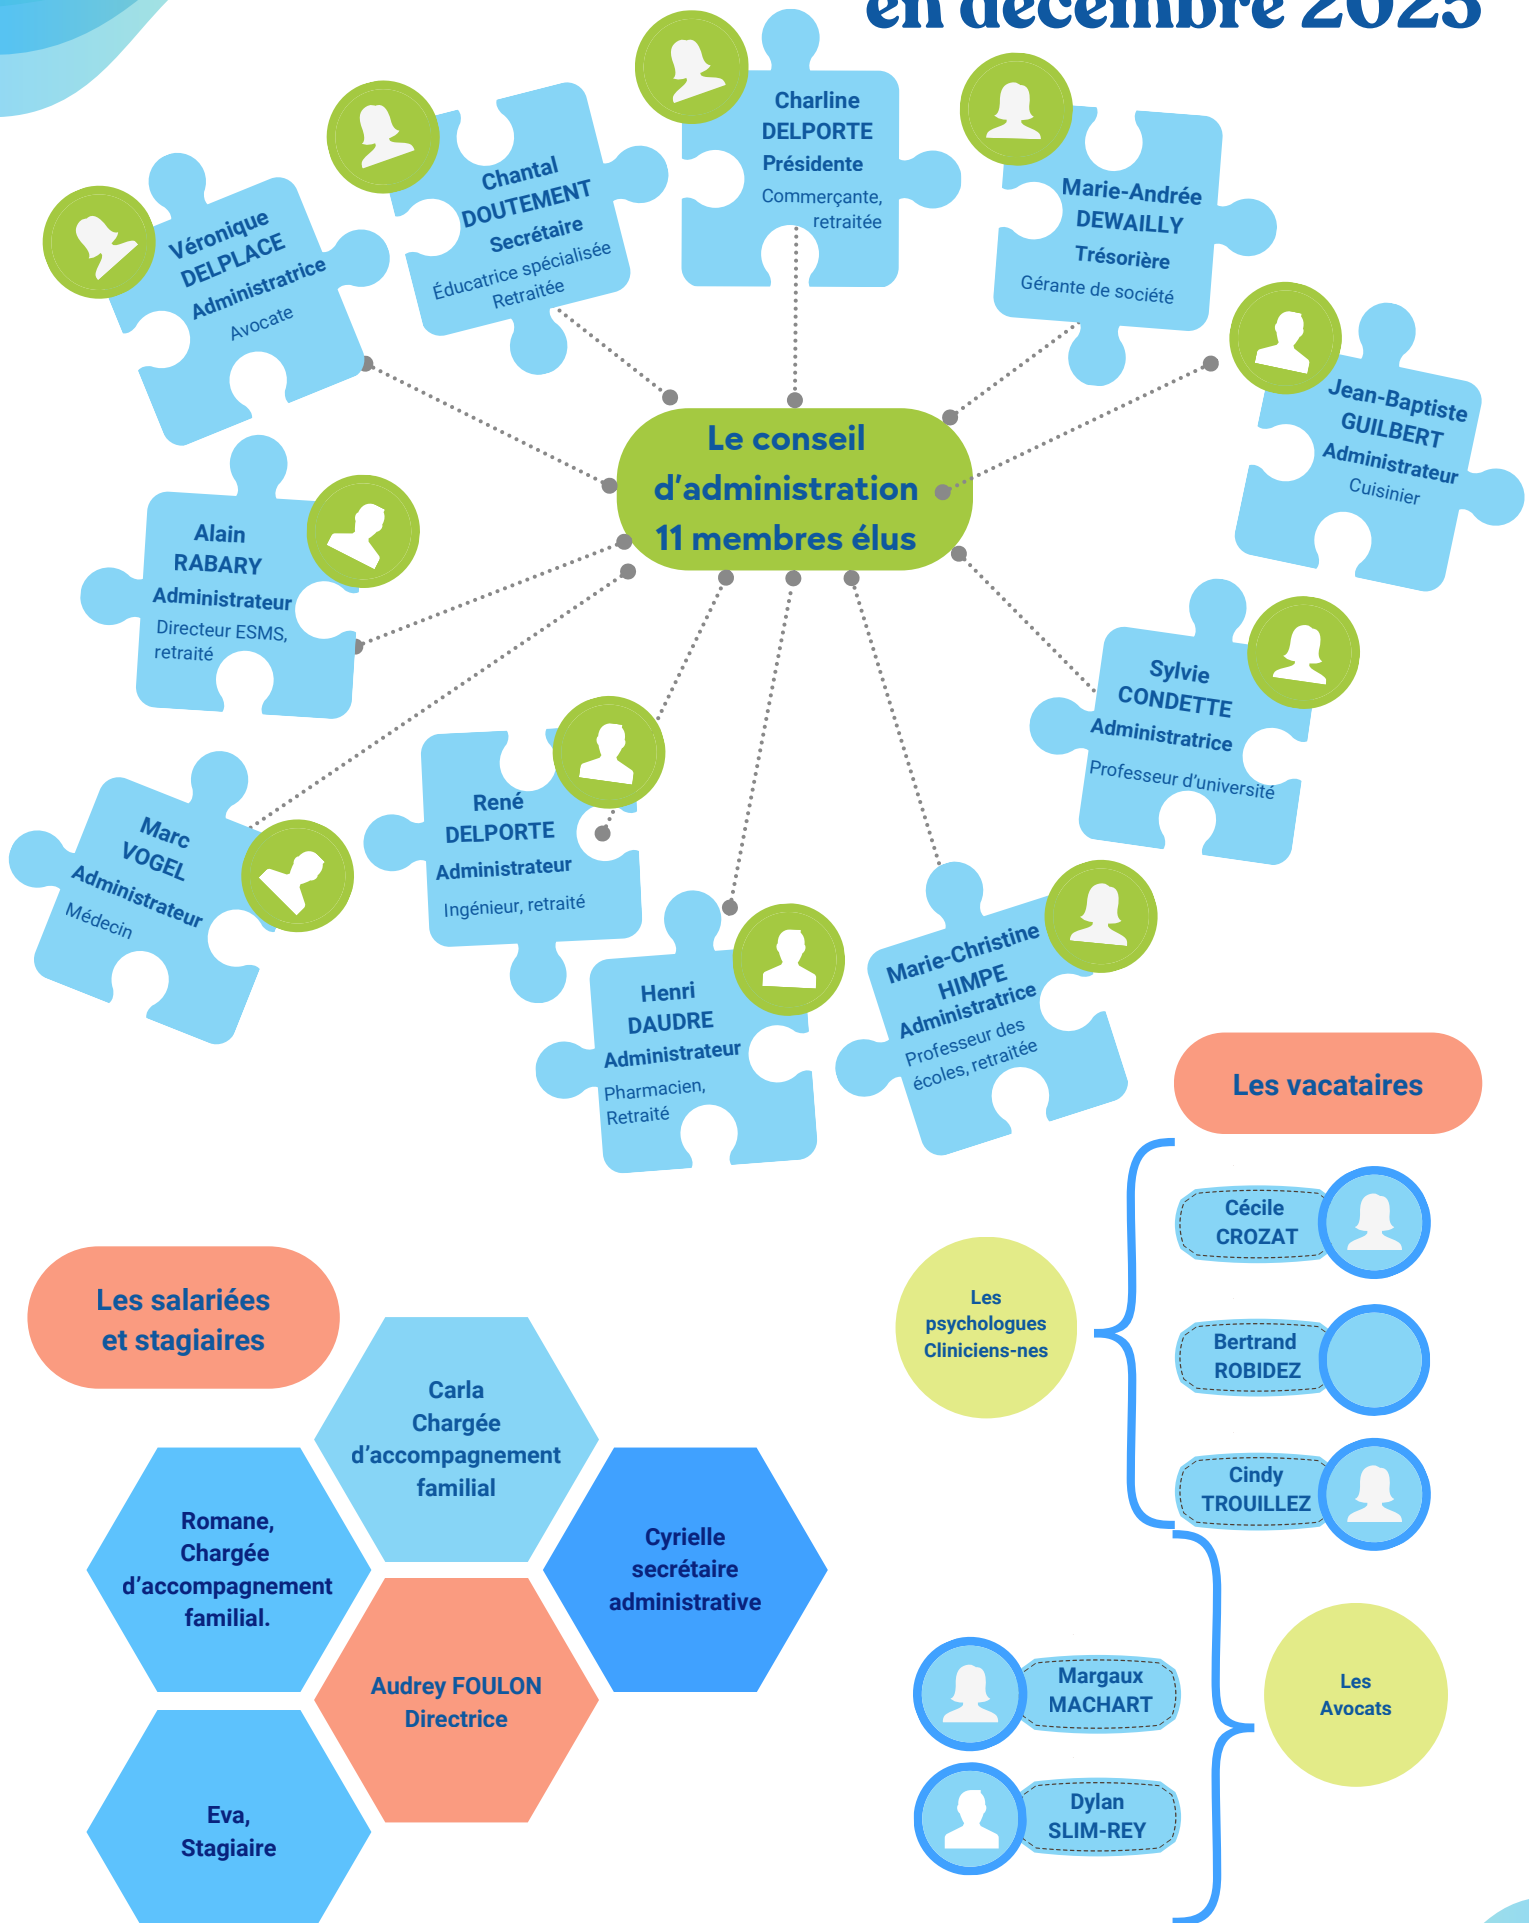 en décembre 2025
Charline
DELPORTE
Présidente
Commerçante,
retraitée
Chantal
DOUTEMENT
Secrétaire
Éducatrice spécialisée
Retraitée
Marie-Andrée
DEWAILLY
Trésorière
Gérante de société
Véronique
DELPLACE
Administratrice
Avocate
Jean-Baptiste
GUILBERT
Administrateur
Cuisinier
Le conseil
d’administration
11 membres élus
Alain
RABARY
Administrateur
Directeur ESMS,
retraité
Sylvie
CONDETTE
Administratrice
Professeur d’université
Marc
VOGEL
Administrateur
Médecin
René
DELPORTE
Administrateur
Ingénieur, retraité
Henri
DAUDRE
Administrateur
Pharmacien,
Retraité
Marie-Christine
HIMPE
Administratrice
Professeur des
écoles, retraitée
Les vacataires
Cécile
CROZAT
Les
psychologues
Cliniciens-nes
Bertrand
ROBIDEZ
Cindy
TROUILLEZ
Les salariées
et stagiaires
Carla
Chargée
d’accompagnement
familial
Romane,
Chargée
d’accompagnement
familial.
Cyrielle
secrétaire
administrative
Audrey FOULON
Directrice
Eva,
Stagiaire
Margaux
MACHART
Les
Avocats
Dylan
SLIM-REY